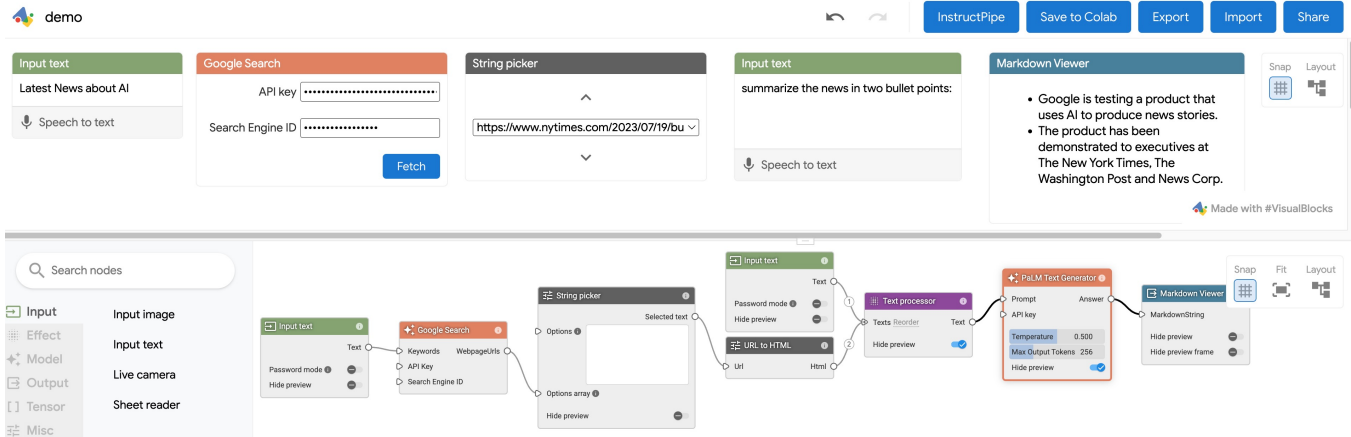 demo
InstructPipe
Save to Colab
Export
Import
Share
Input text
Latest News about AI
Speech to text
Google Search
API key
Search Engine ID
Fetch
String picker
https://www.nytimes.com/2023/07/19/bu
Input text
summarize the news in two bullet points:
Speech to text
Markdown Viewer
• Google is testing a product that
uses AI to produce news stories.
• The product has been
demonstrated to executives at
The New York Times, The
Washington Post and News Corp.
Snap Layout
Made with #VisualBlocks
Search nodes
Input
Effect
Model
Output
Tensor
Misc
Input image
Input text
Live camera
Sheet reader
Input text
Text
Password mode
Hide preview
Google Search
Keywords WebpageUrls
API Key
Search Engine ID
String picker
Selected text
Options
Options array
Hide preview
Input text
Text
Password mode
Hide preview
URL to HTML
Url Html
1
2
Text processor
Texts Reorder Text
Hide preview
PaLM Text Generator
Prompt Answer
API key
Temperature 0.500
Max Output Tokens 256
Hide preview
Markdown Viewer
MarkdownString
Hide preview
Hide preview frame
Snap Fit Layout